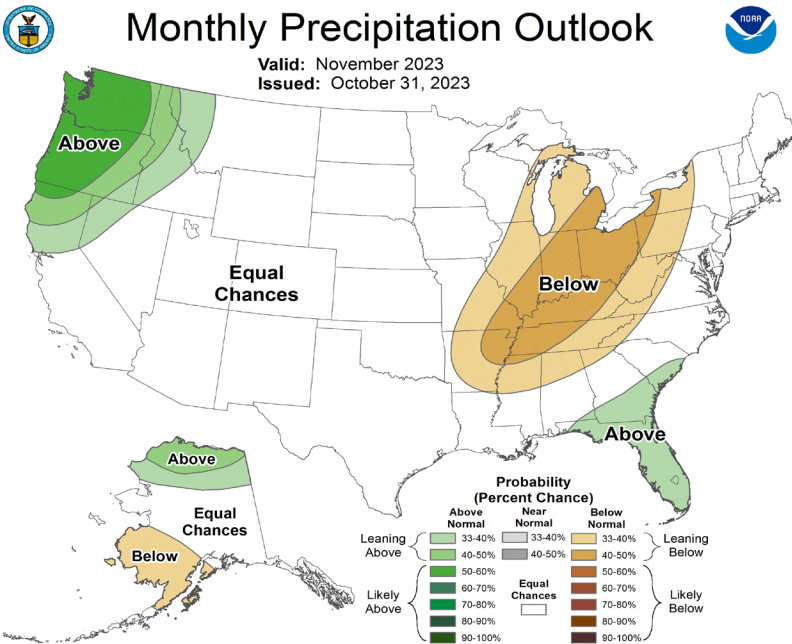 Monthly Precipitation Outlook
NOAA
Valid: November 2023
Issued: October 31, 2023
Above
Equal
Chances
Below
Above
Above
Equal
Chances
Below
Probability
(Percent Chance)
Above
Normal
Near
Normal
Below
Normal
Leaning
Above
33-40%
33-40%
33-40%
Leaning
Below
40-50%
40-50%
40-50%
Likely
Above
50-60%
50-60%
Likely
Below
60-70%
60-70%
Equal
Chances
70-80%
70-80%
80-90%
80-90%
90-100%
90-100%